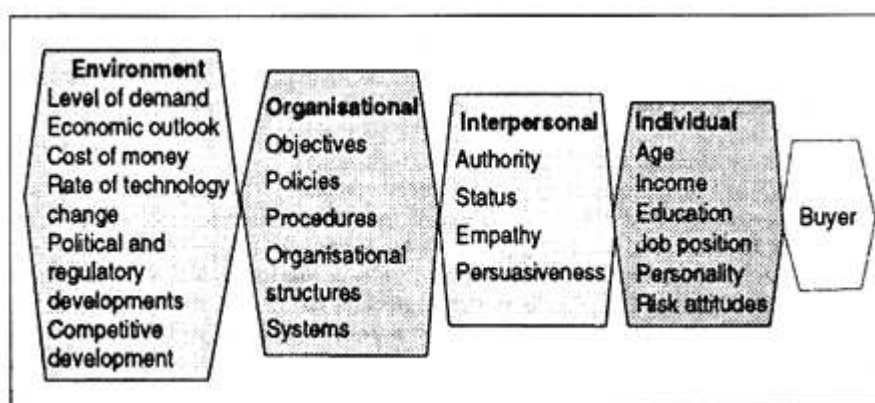 Environment
Level of demand
Economic outlook
Cost of money
Rate of technology
change
Political and
regulatory
developments
Competitive
development
Organisational
Objectives
Policies
Procedures
Organisational
structures
Systems
Interpersonal
Authority
Status
Empathy
Persuasiveness
Individual
Age
Income
Education
Job position
Personality
Risk attitudes
Buyer